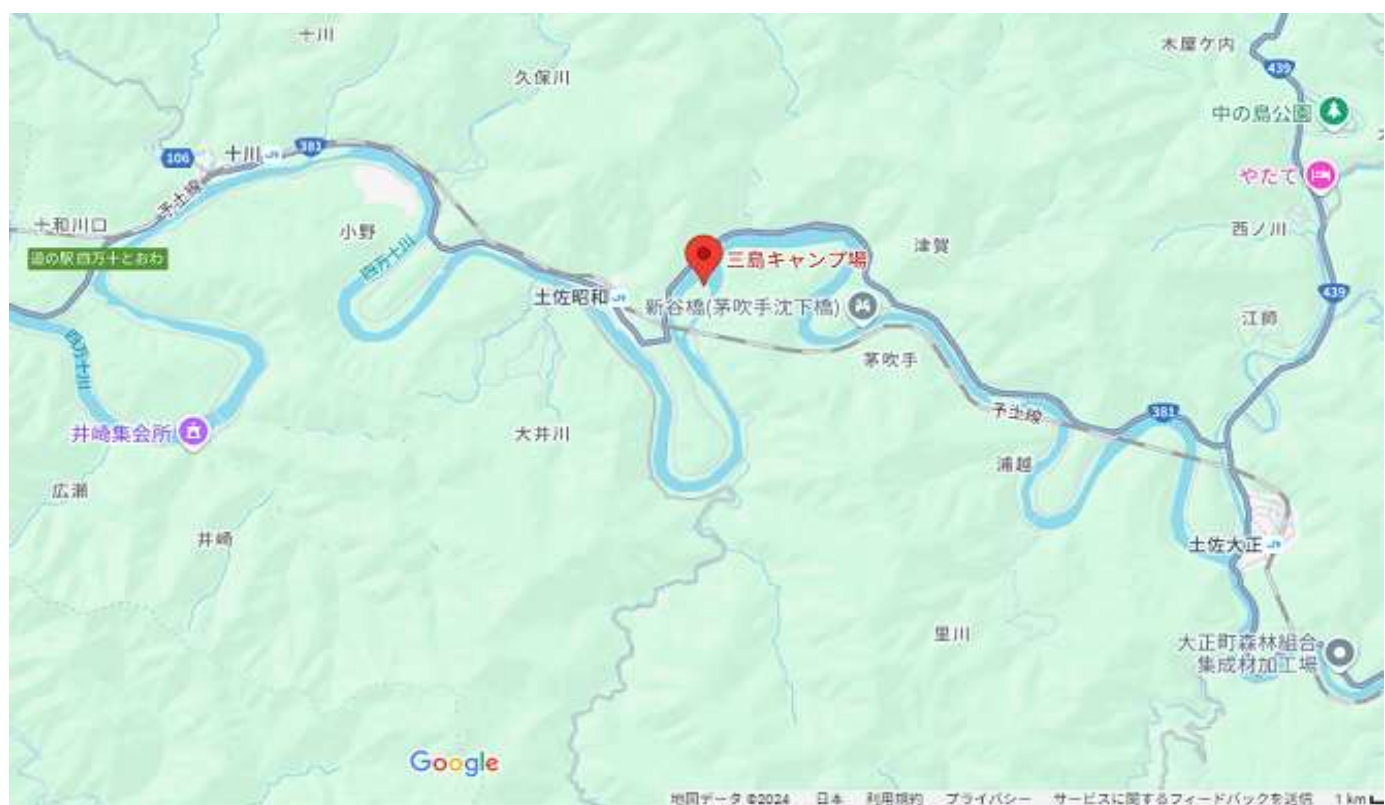 十川
木屋ケ内
久保川
439
中の島公園
106
十川
381
予土線
やたて
十和川口
小野
西ノ川
道の駅 四万十とおわ
四万十川
津賀
三島キャンプ場
土佐昭和
新谷橋(茅吹手沈下橋)
439
江師
四万十川
茅吹手
予土線
381
井崎集会所
大井川
浦越
広瀬
井崎
土佐大正
里川
大正町森林組合
集成材加工場
Google
地図データ ©2024 日本 利用規約 プライバシー サービスに関するフィードバックを送信 1 km